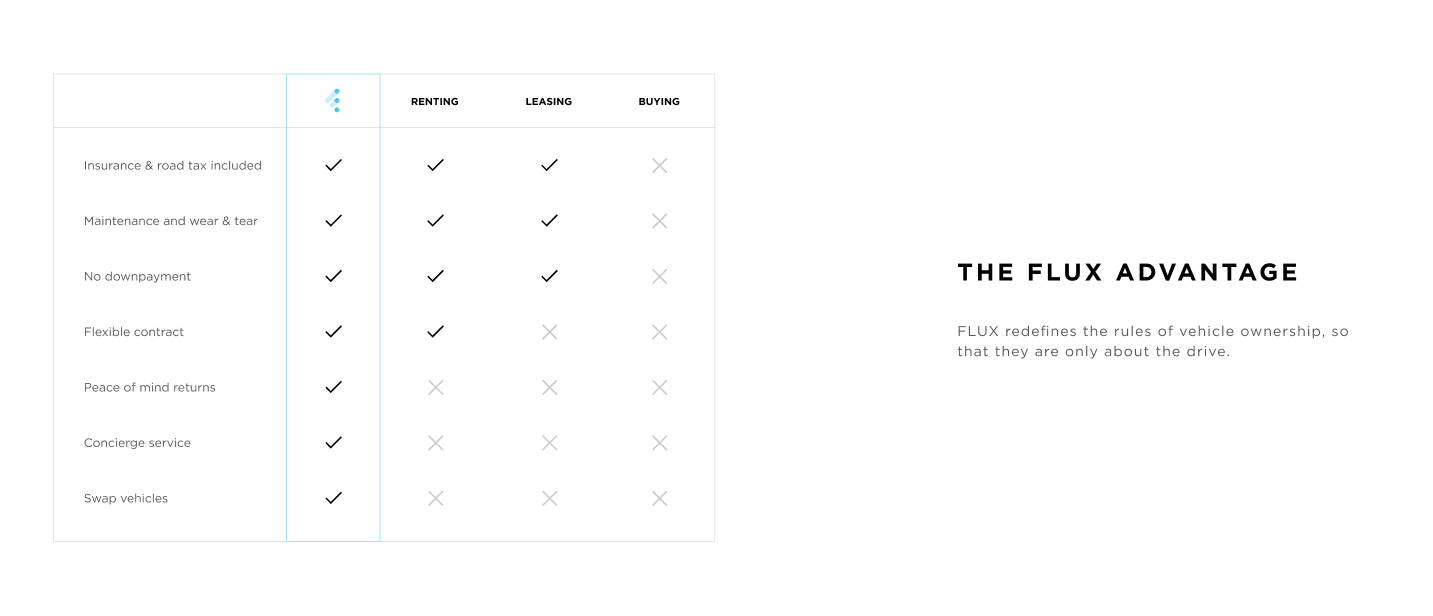 RENTING LEASING BUYING
Insurance & road tax included
Maintenance and wear & tear
No downpayment
Flexible contract
Peace of mind returns
Concierge service
Swap vehicles
THE FLUX ADVANTAGE
FLUX redefines the rules of vehicle ownership, so
that they are only about the drive.